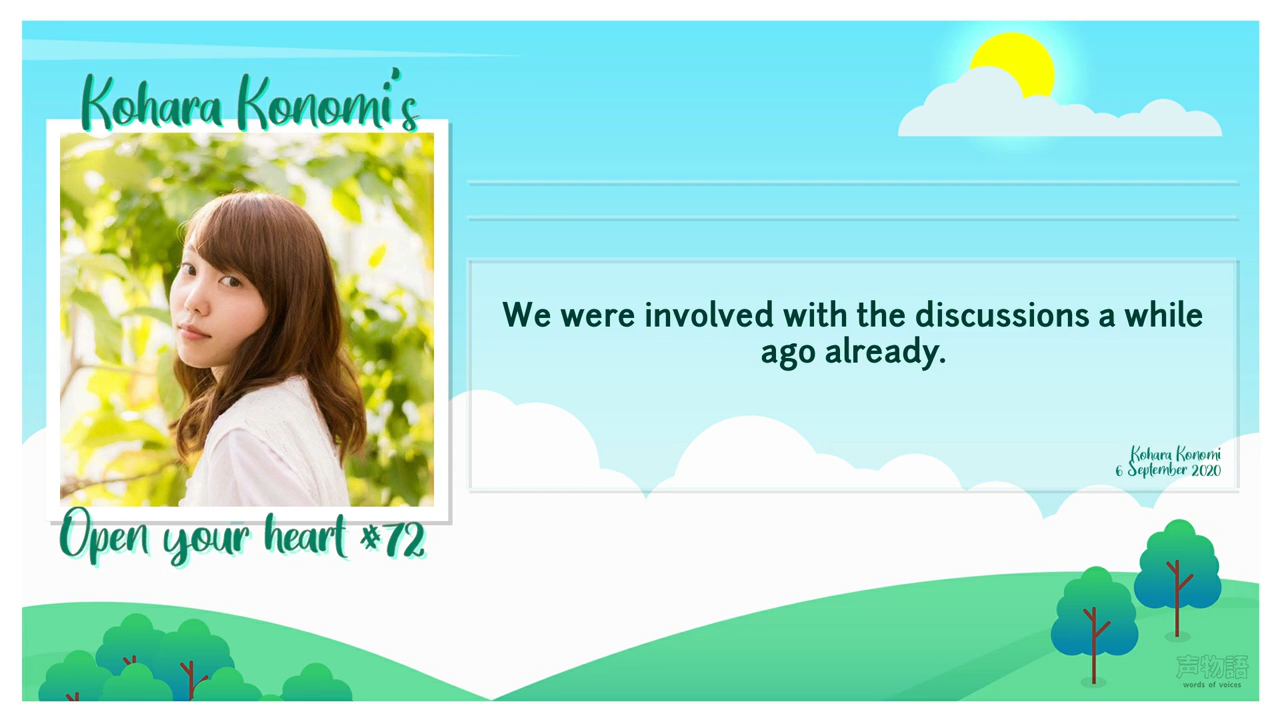 Kohara Konomi's
We were involved with the discussions a while
ago already.
Kohara Konomi
6 September 2020
Open your heart #72
声物語
words of voices